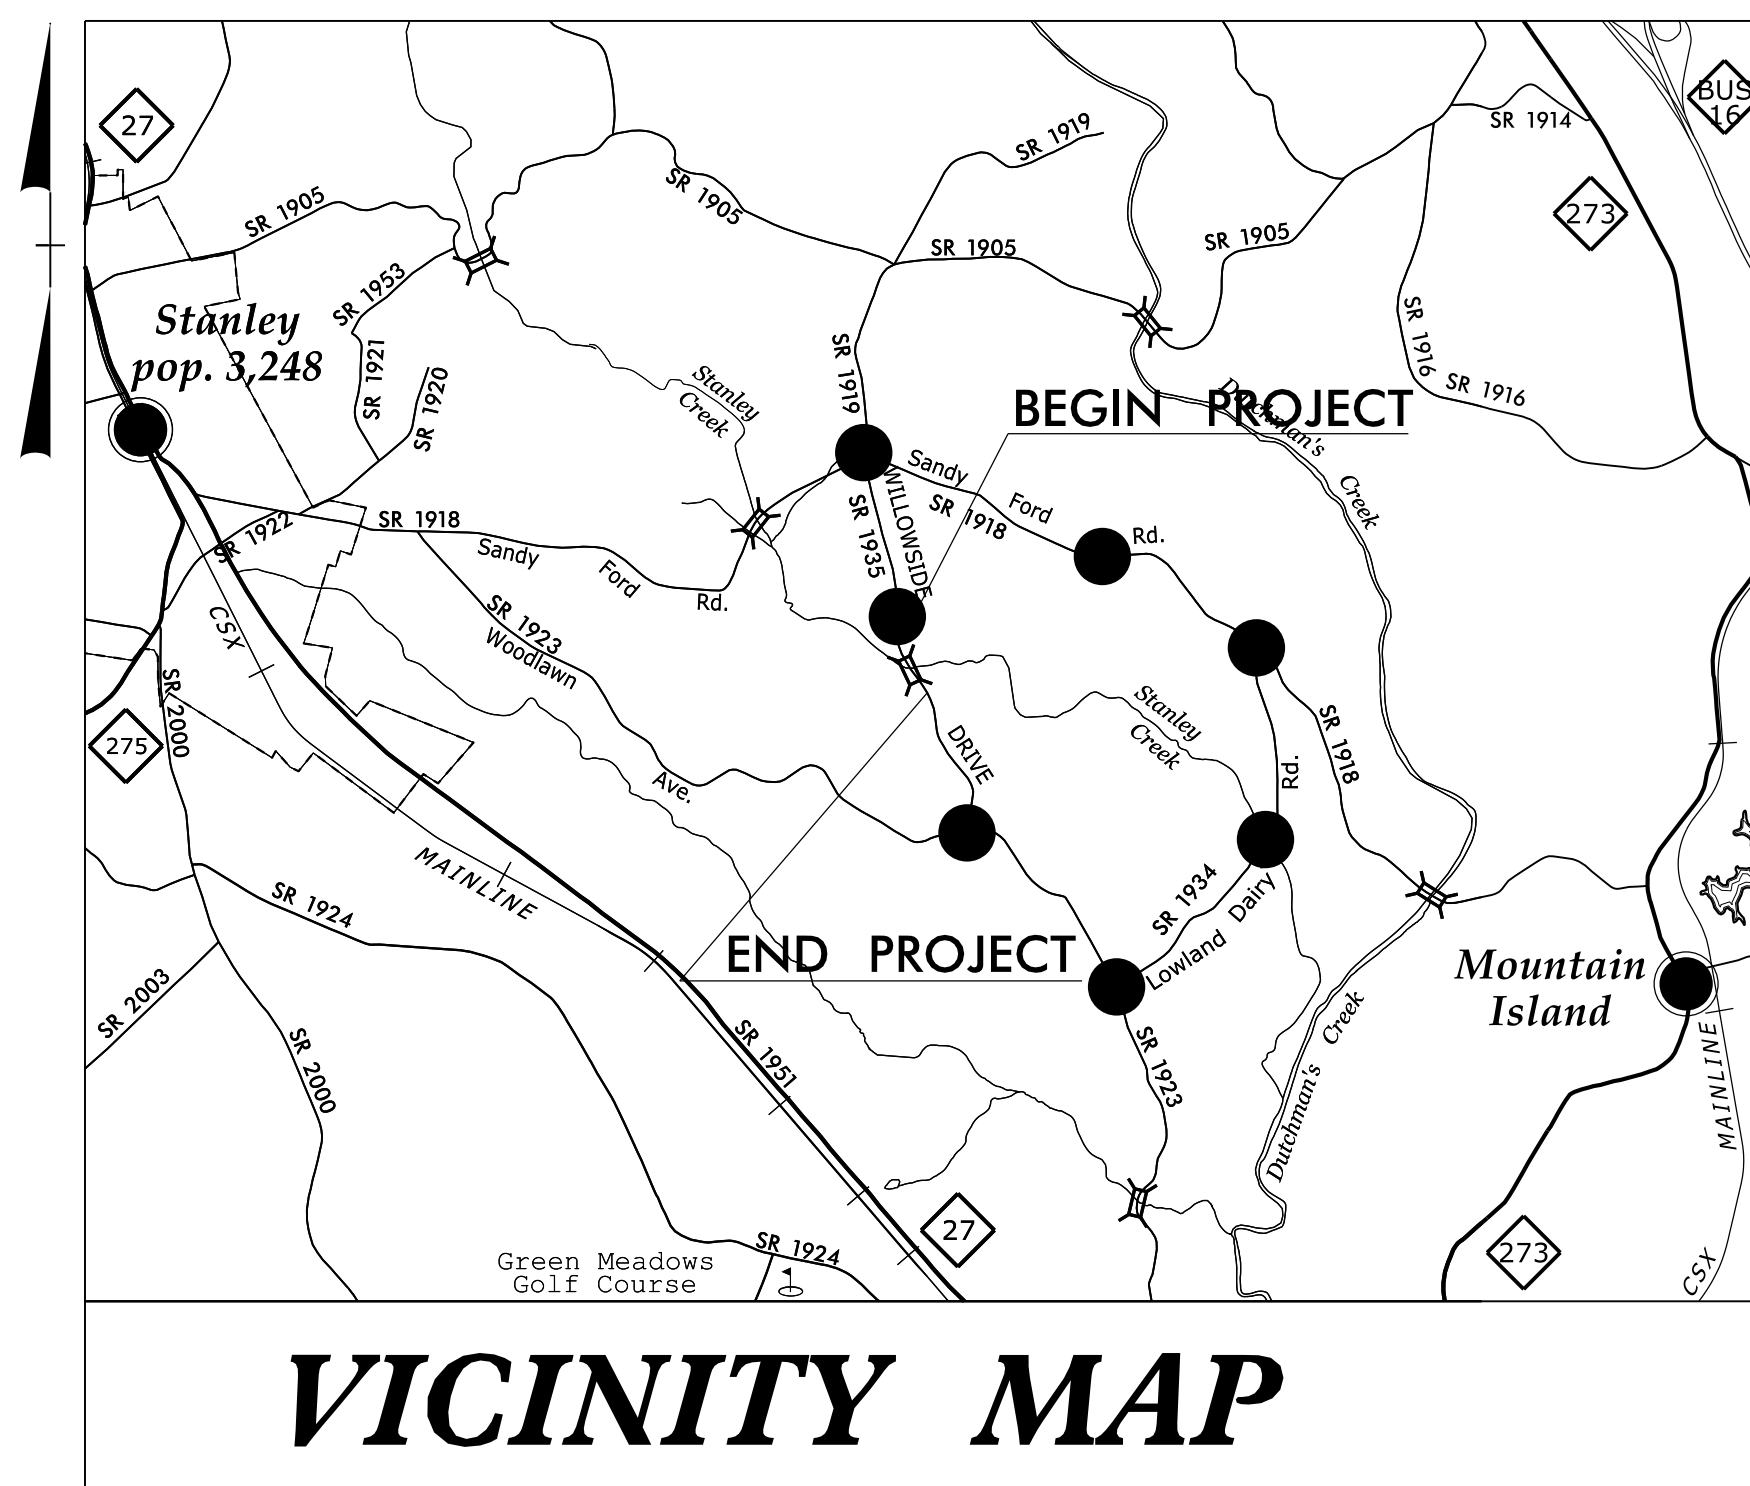 27
BUS
16
SR 1914
SR 1919
273
SR 1905
SR 1905
SR 1905
SR 1905
SR 1953
Stanley
pop. 3,248
SR 1921
SR 1920
SR 1919
SR 1916
SR 1916
Stanley
Creek
BEGIN PROJECT
Dutchman's
Creek
Sandy
Ford
Rd.
SR 1918
WILLOWSIDE
SR 1935
SR 1922
SR 1918
Sandy
Ford
Rd.
SR 1923
Woodlawn
Ave.
CSX
SR 2000
275
DRIVE
Stanley
Creek
Rd.
SR 1918
MAINLINE
SR 1924
SR 1934
Lowland Dairy
END PROJECT
Mountain
Island
SR 2003
SR 2000
SR 1951
SR 1923
Dutchman's
Creek
MAINLINE
27
273
CSX
SR 1924
Green Meadows
Golf Course
VICINITY MAP